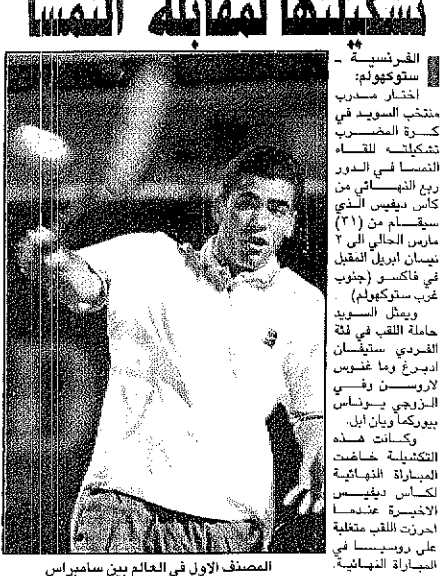 تشكيلتها لمقابلة النمسا
الفرنسية -
ستوكهولم:
اختار مدرب
منتخب السويد في
كرة المضرب
تشكيلته للقاء
النمسا في الدور
ربع النهائي من
كأس ديفيس الذي
سيقام من (٣١)
مارس الحالي الى ٢
نيسان ابريل المقبل
في فاكسو (جنوب
غرب ستوكهولم) .
ويمثل السويد
حاملة اللقب في فئة
الفردي ستيفان
ادبرغ وما غنوس
لاروسن وفي
الزوجي يوناس
بيوركما ويان ابل.
وكانت هذه
التكشيلة خاضت
المباراة النهائية
لكاس ديفيس
الاخيرة عندما
احرزت اللقب متغلبة
على روسيا في
المباراة النهائية.
المصنف الاول في العالم بين سامبراس